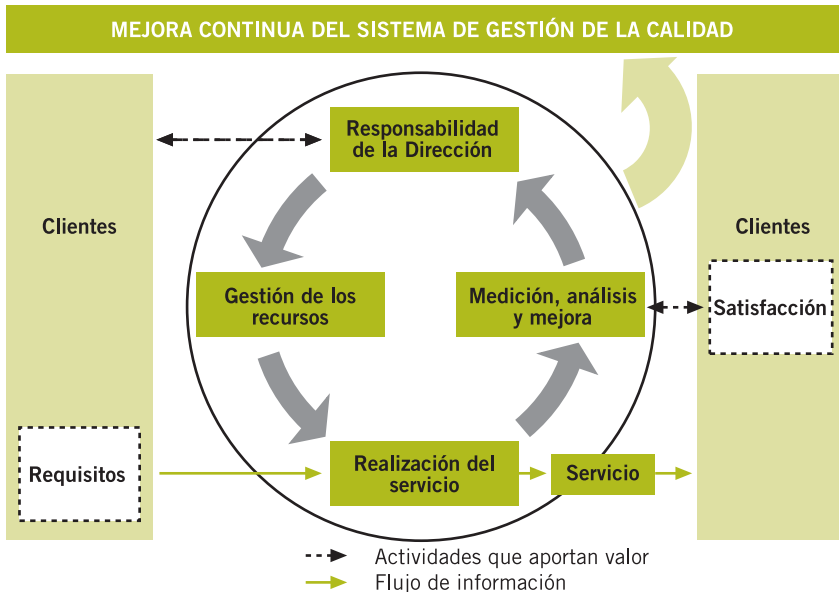 MEJORA CONTINUA DEL SISTEMA DE GESTIÓN DE LA CALIDAD
Responsabilidad
de la Dirección
Clientes
Clientes
Gestión de los
recursos
Medición, análisis
y mejora
Satisfacción
Requisitos
Realización del
servicio
Servicio
Actividades que aportan valor
Flujo de información